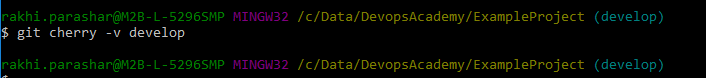 rakhi.parashar@M2B-L-5296SMP MINGW32 /c/Data/DevopsAcademy/ExampleProject (develop)
$ git cherry -v develop
rakhi.parashar@M2B-L-5296SMP MINGW32 /c/Data/DevopsAcademy/ExampleProject (develop)
$